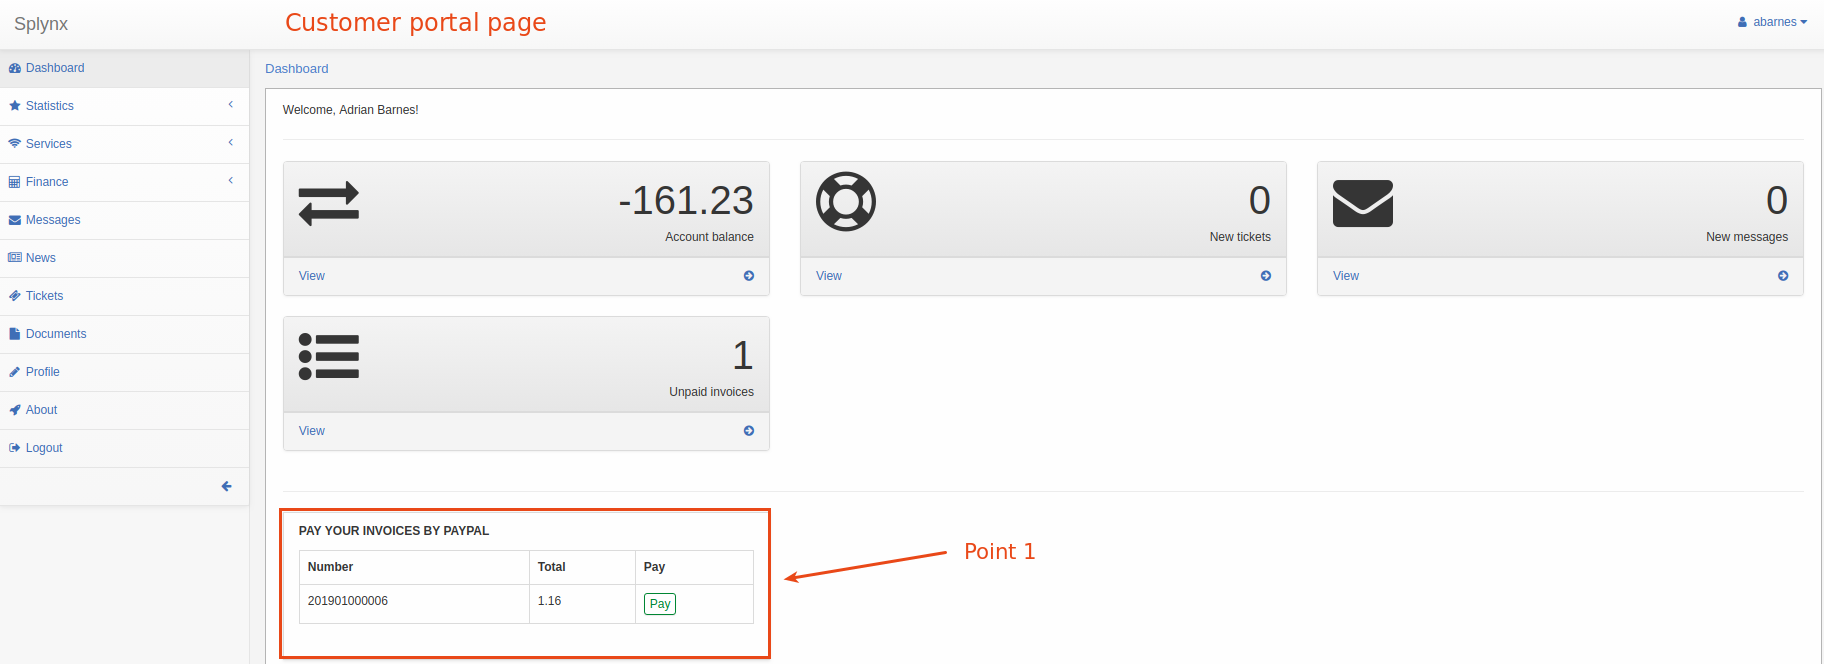 Splynx
Customer portal page
abarnes
Dashboard
Statistics
Services
Finance
Messages
News
Tickets
Documents
Profile
About
Logout
Dashboard
Welcome, Adrian Barnes!
-161.23
Account balance
View
0
New tickets
View
0
New messages
View
1
Unpaid invoices
View
PAY YOUR INVOICES BY PAYPAL
Number Total Pay
201901000006 1.16 Pay
Point 1